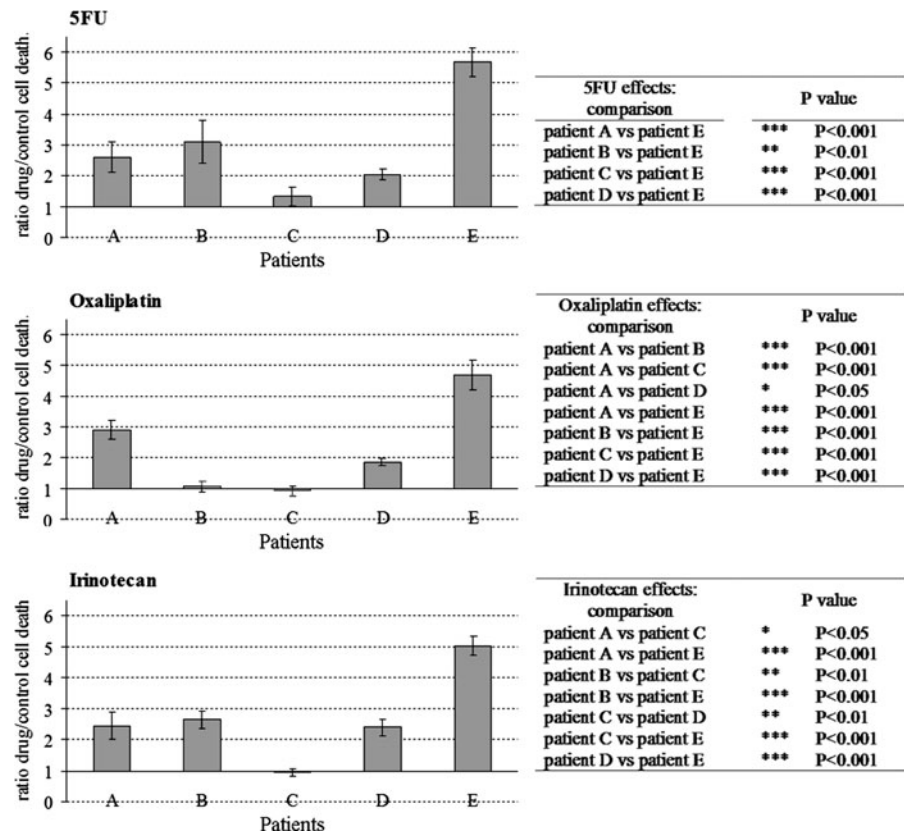 5FU
ratio drug/control cell death.
6
5
4
3
2
1
0
A B C D E
Patients
5FU effects:
comparison P value
patient A vs patient E *** P<0.001
patient B vs patient E ** P<0.01
patient C vs patient E *** P<0.001
patient D vs patient E *** P<0.001
Oxaliplatin
ratio drug/control cell death.
6
5
4
3
2
1
0
A B C D E
Patients
Oxaliplatin effects:
comparison P value
patient A vs patient B *** P<0.001
patient A vs patient C *** P<0.001
patient A vs patient D * P<0.05
patient A vs patient E *** P<0.001
patient B vs patient E *** P<0.001
patient C vs patient E *** P<0.001
patient D vs patient E *** P<0.001
Irinotecan
ratio drug/control cell death
6
5
4
3
2
1
0
A B C D E
Patients
Irinotecan effects:
comparison P value
patient A vs patient C * P<0.05
patient A vs patient E *** P<0.001
patient B vs patient C ** P<0.01
patient B vs patient E *** P<0.001
patient C vs patient D ** P<0.01
patient C vs patient E *** P<0.001
patient D vs patient E *** P<0.001